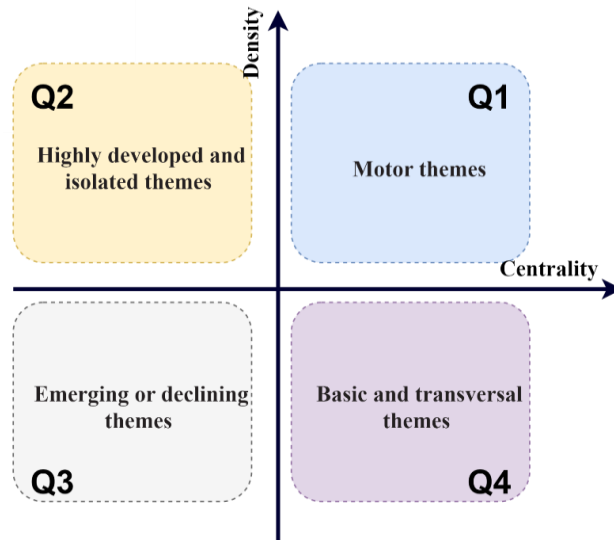 Density
Q2
Highly developed and
isolated themes
Q1
Motor themes
Centrality
Emerging or declining
themes
Q3
Basic and transversal
themes
Q4